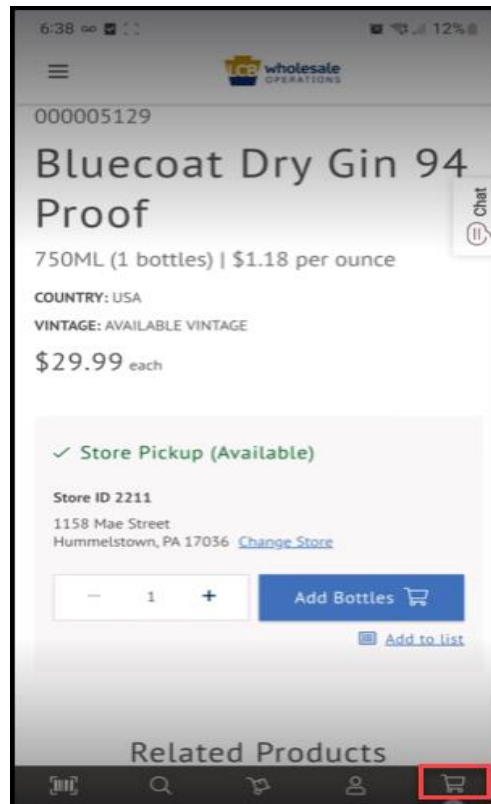 6:38
12%
LCB wholesale
OPERATIONS
000005129
Bluecoat Dry Gin 94
Proof
Chat
750ML (1 bottles) | $1.18 per ounce
COUNTRY: USA
VINTAGE: AVAILABLE VINTAGE
$29.99 each
Store Pickup (Available)
Store ID 2211
1158 Mae Street
Hummelstown, PA 17036 Change Store
1
Add Bottles
Add to list
Related Products